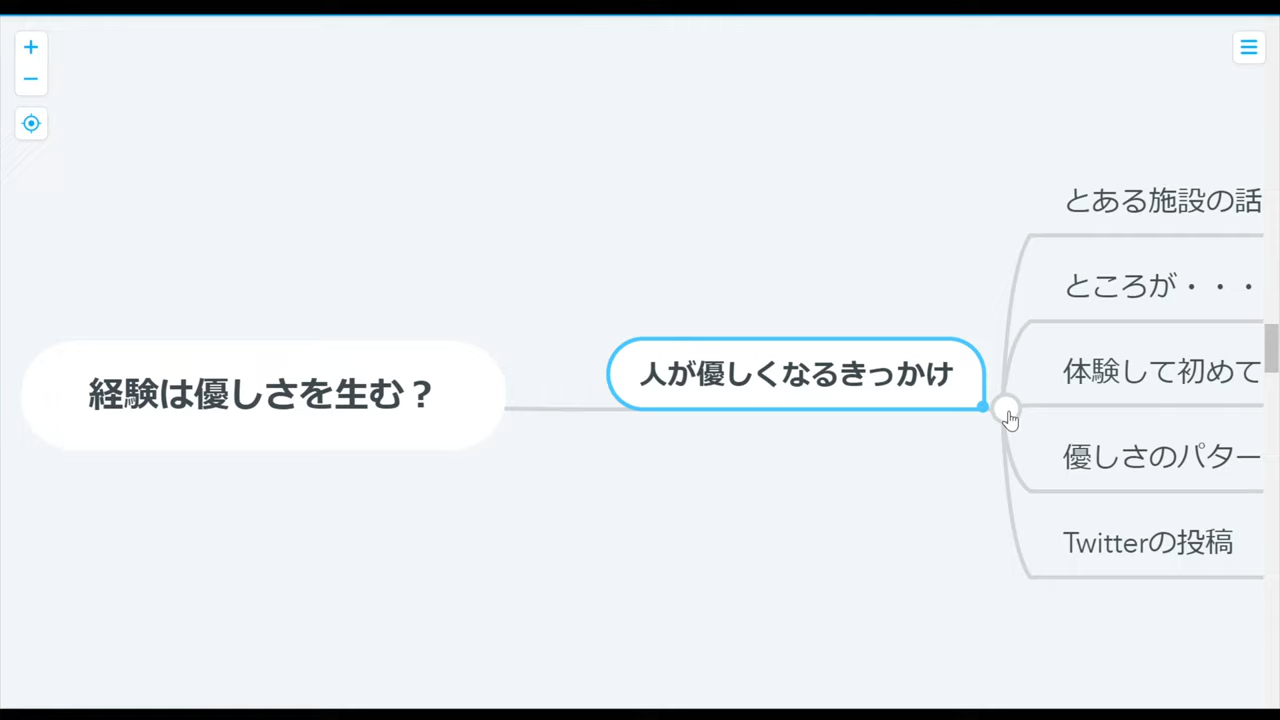 とある施設の話
ところが・・・
経験は優しさを生む？
人が優しくなるきっかけ
体験して初めて
優しさのパター
Twitterの投稿